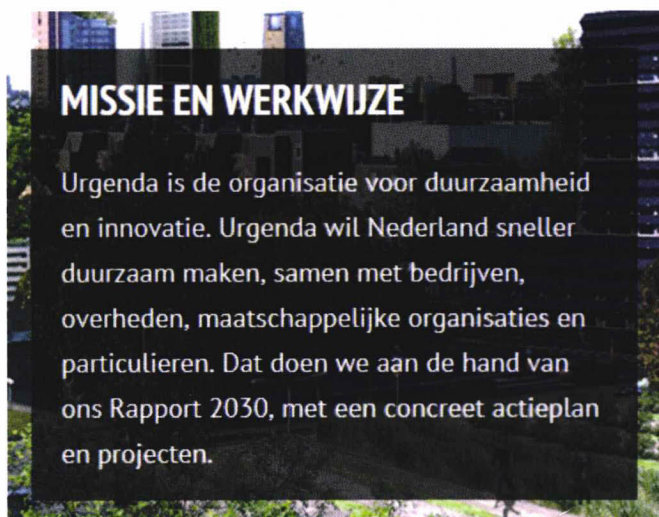 MISSIE EN WERKWIJZE
Urgenda is de organisatie voor duurzaamheid
en innovatie. Urgenda wil Nederland sneller
duurzaam maken, samen met bedrijven,
overheden, maatschappelijke organisaties en
particulieren. Dat doen we aan de hand van
ons Rapport 2030, met een concreet actieplan
en projecten.